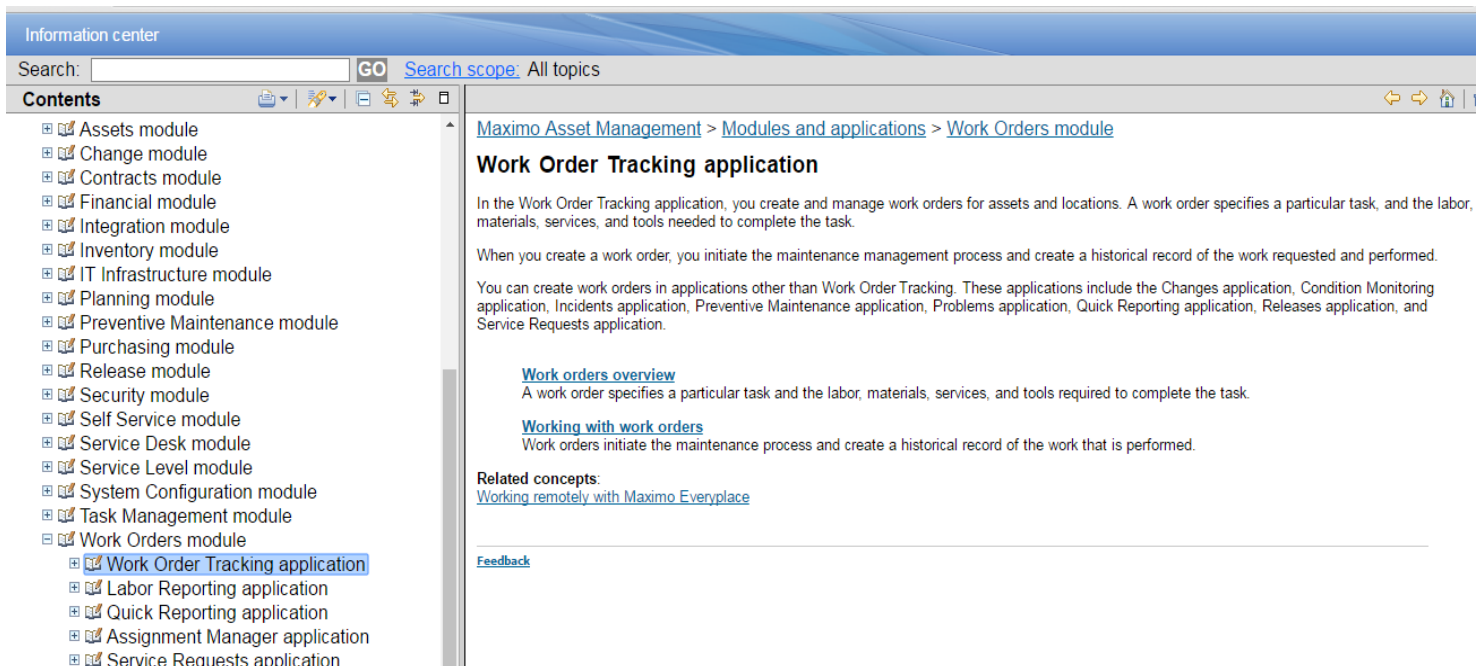 Information center
Search: GO Search scope: All topics
Contents
Assets module
Change module
Contracts module
Financial module
Integration module
Inventory module
IT Infrastructure module
Planning module
Preventive Maintenance module
Purchasing module
Release module
Security module
Self Service module
Service Desk module
Service Level module
System Configuration module
Task Management module
Work Orders module
Work Order Tracking application
Labor Reporting application
Quick Reporting application
Assignment Manager application
Service Requests application
Maximo Asset Management > Modules and applications > Work Orders module
Work Order Tracking application
In the Work Order Tracking application, you create and manage work orders for assets and locations. A work order specifies a particular task, and the labor,
materials, services, and tools needed to complete the task.
When you create a work order, you initiate the maintenance management process and create a historical record of the work requested and performed.
You can create work orders in applications other than Work Order Tracking. These applications include the Changes application, Condition Monitoring
application, Incidents application, Preventive Maintenance application, Problems application, Quick Reporting application, Releases application, and
Service Requests application.
Work orders overview
A work order specifies a particular task and the labor, materials, services, and tools required to complete the task.
Working with work orders
Work orders initiate the maintenance process and create a historical record of the work that is performed.
Related concepts:
Working remotely with Maximo Everyplace
Feedback